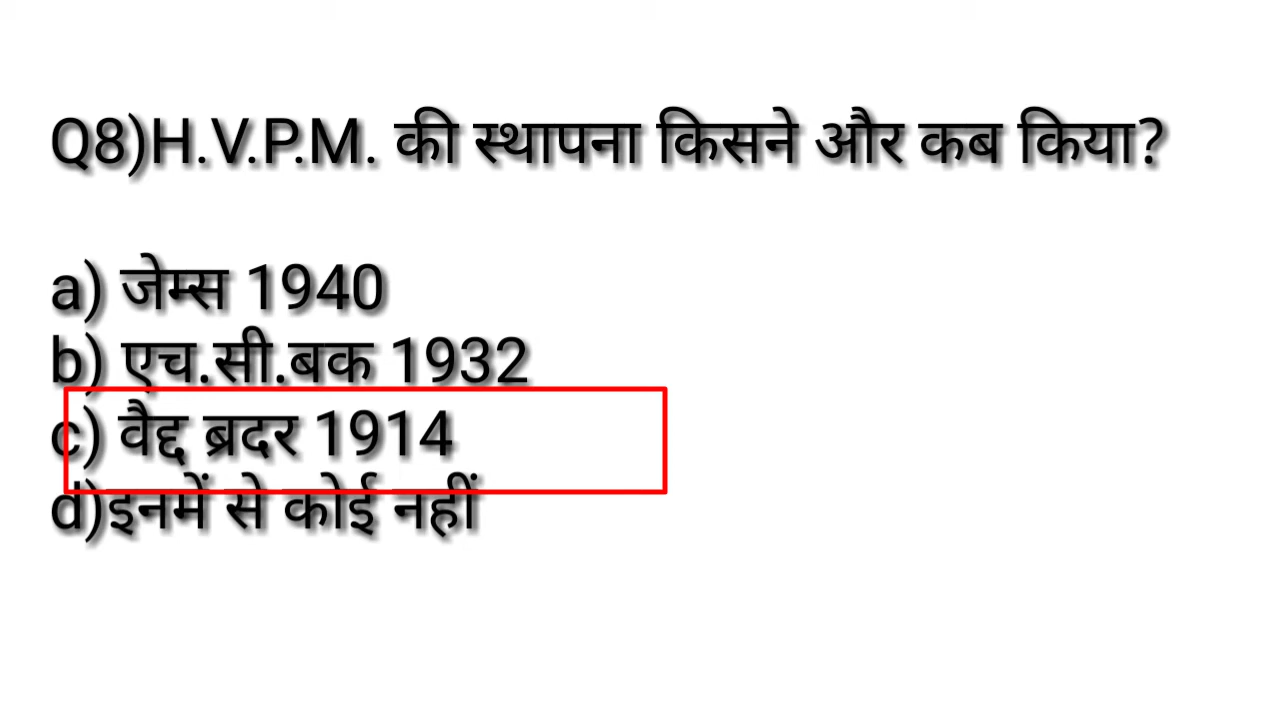 Q8)H.V.P.M. की स्थापना किसने और कब किया?
a) जेम्स 1940
b) एच.सी.बक 1932
c) वैद्द ब्रदर 1914
d)इनमें से कोई नहीं